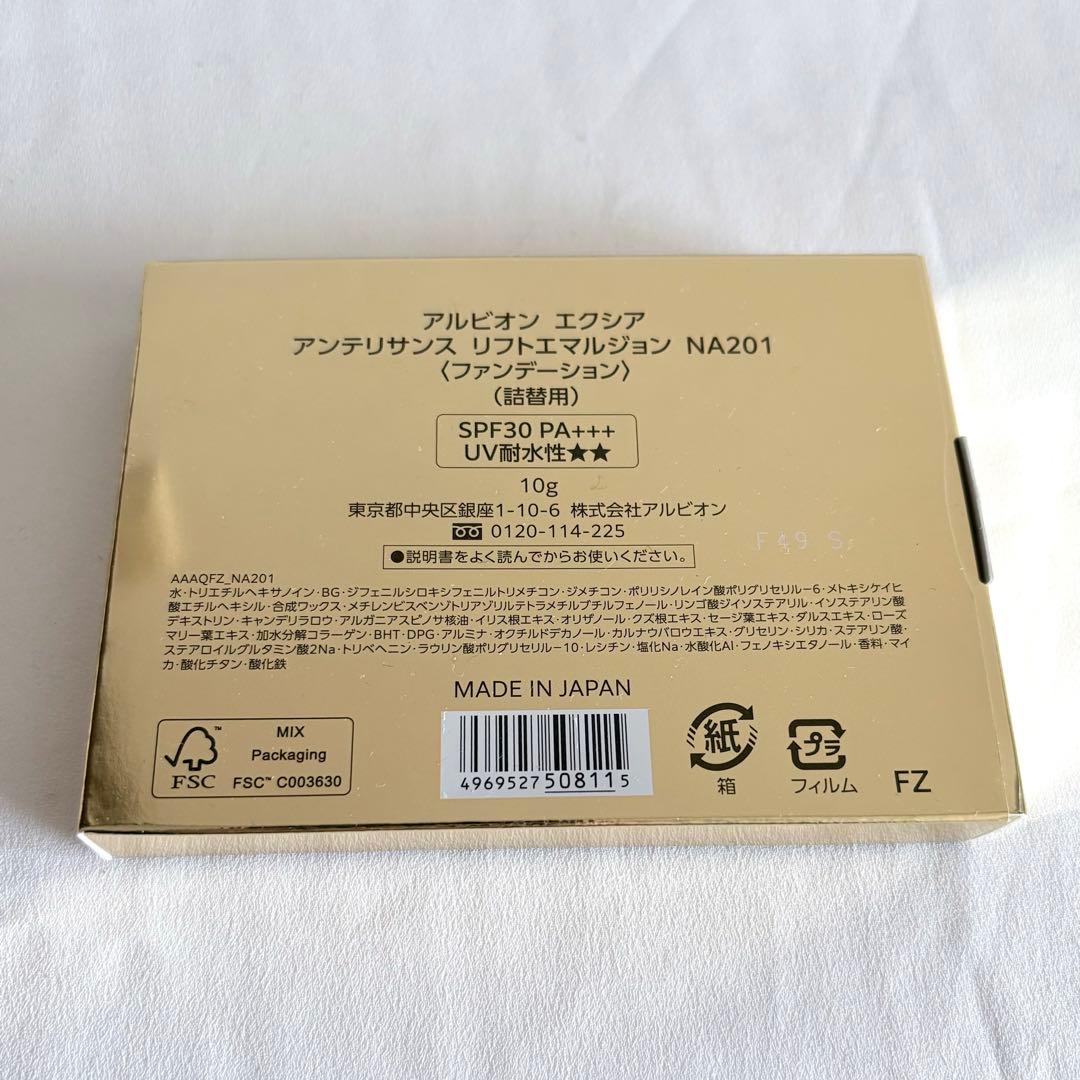 アルビオン エクシア
アンテリサンス リフトエマルジョン NA201
〈ファンデーション〉
（詰替用）
SPF30 PA+++
UV耐水性★★
10g
東京都中央区銀座1-10-6 株式会社アルビオン
0120-114-225
●説明書をよく読んでからお使いください。
F49 S
AAAQFZ_NA201
水・トリエチルヘキサノイン・BG・ジフェニルシロキシフェニルトリメチコン・ジメチコン・ポリリシノレイン酸ポリグリセリル-6・メトキシケイヒ
酸エチルヘキシル・合成ワックス・メチレンビスベンゾトリアゾリルテトラメチルブチルフェノール・リンゴ酸ジイソステアリル・イソステアリン酸
デキストリン・キャンデリラロウ・アルガニアスピノサ核油・イリス根エキス・オリザノール・クズ根エキス・セージ葉エキス・ダルスエキス・ローズ
マリー葉エキス・加水分解コラーゲン・BHT・DPG・アルミナ・オクチルドデカノール・カルナウバロウエキス・グリセリン・シリカ・ステアリン酸・
ステアロイルグルタミン酸2Na・トリベヘニン・ラウリン酸ポリグリセリル-10・レシチン・塩化Na・水酸化Al・フェノキシエタノール・香料・マイ
カ・酸化チタン・酸化鉄
MADE IN JAPAN
FSC™
MIX
Packaging
FSC™ C003630
4969527508115
紙
箱
プラ
フィルム
FZ